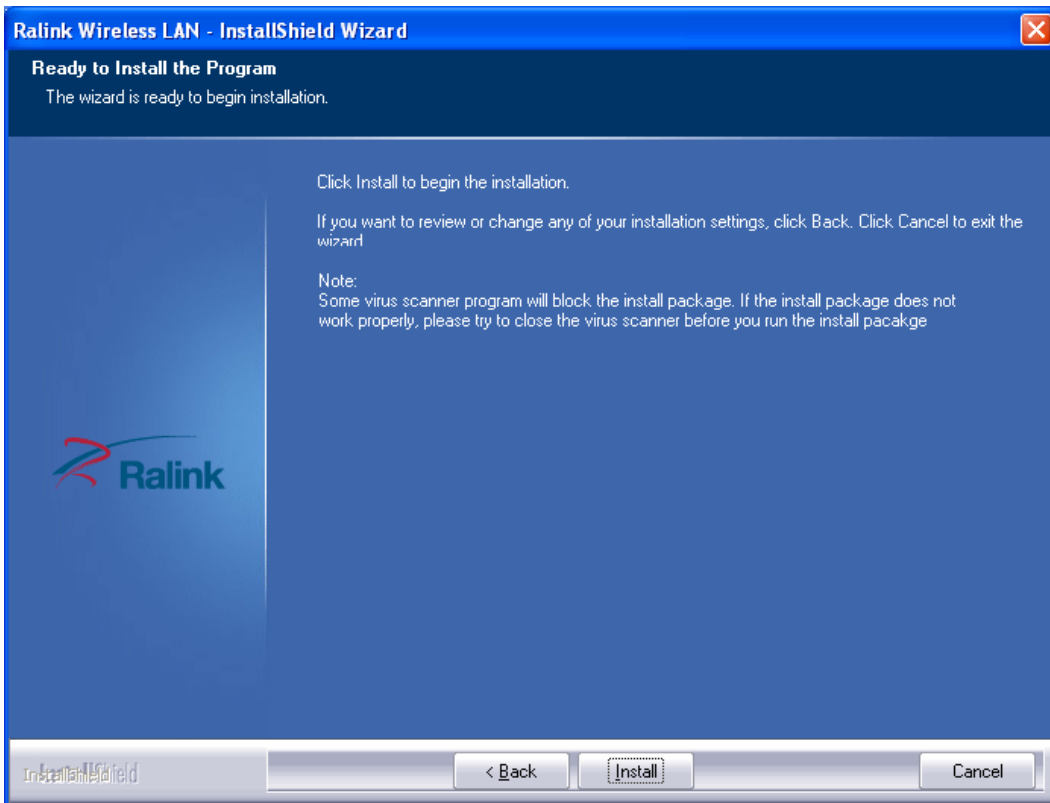 Ralink Wireless LAN - InstallShield Wizard
Ready to Install the Program
The wizard is ready to begin installation.
Click Install to begin the installation.
If you want to review or change any of your installation settings, click Back. Click Cancel to exit the
wizard
Note:
Some virus scanner program will block the install package. If the install package does not
work properly, please try to close the virus scanner before you run the install pacakge
Ralink
InstallShield
< Back
Install
Cancel